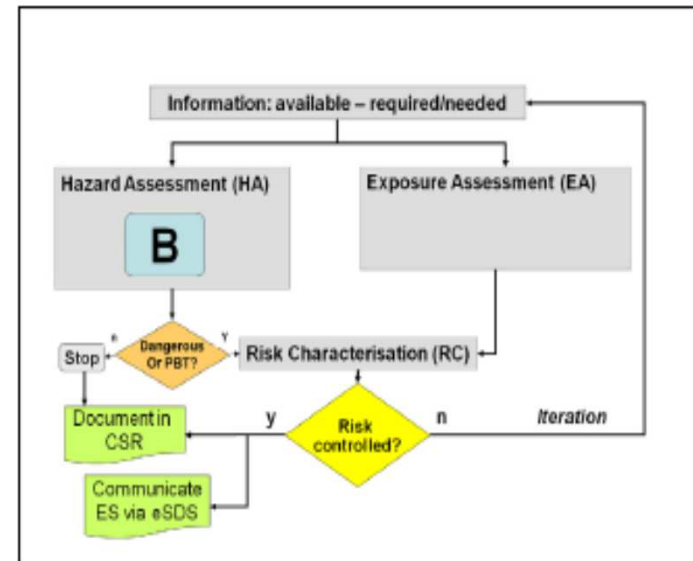 Information: available – required/needed
Hazard Assessment (HA)
Exposure Assessment (EA)
B
n
Dangerous
Or PBT?
Y
Stop
Risk Characterisation (RC)
Document in
CSR
y
Risk
controlled?
n
Iteration
Communicate
ES via eSDS